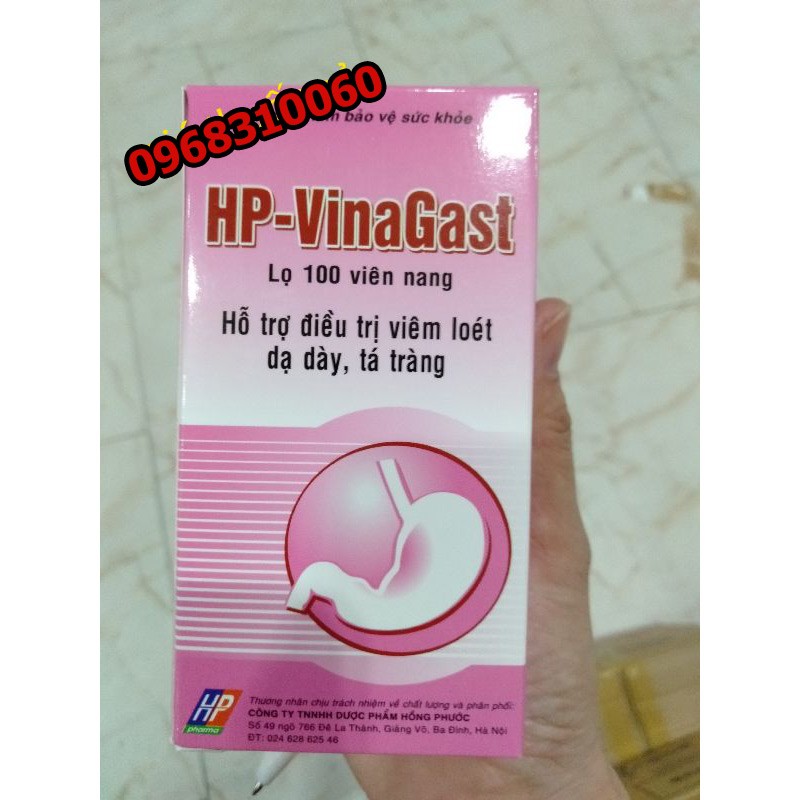 0968310060
bảo vệ sức khỏe
HP-VinaGast
Lọ 100 viên nang
Hỗ trợ điều trị viêm loét
dạ dày, tá tràng
HP
pharma
Thương nhân chịu trách nhiệm về chất lượng và phân phối:
CÔNG TY TNNHH DƯỢC PHẨM HỒNG PHƯỚC
Số 49 ngõ 766 Đê La Thành, Giảng Võ, Ba Đình, Hà Nội
ĐT: 024 628 625 46